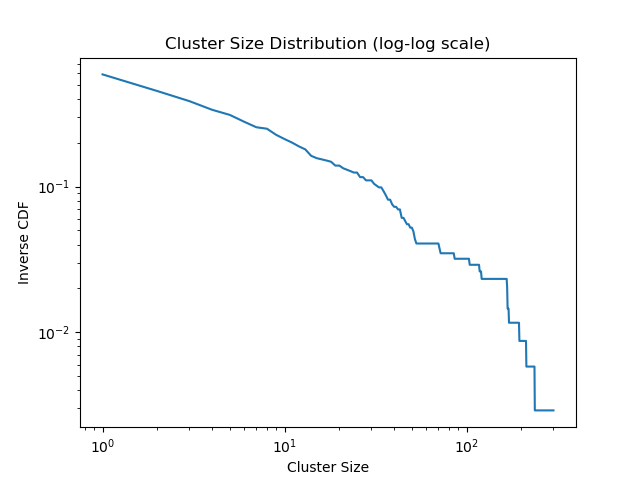 Cluster Size Distribution (log-log scale)
Inverse CDF
10⁻¹
10⁻²
10⁰ 10¹ 10²
Cluster Size